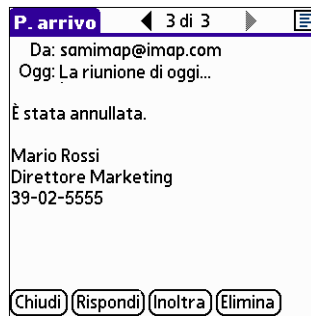 P. arrivo 3 di 3
Da: samimap@imap.com
Ogg: La riunione di oggi...
È stata annullata.
Mario Rossi
Direttore Marketing
39-02-5555
Chiudi Rispondi Inoltra Elimina